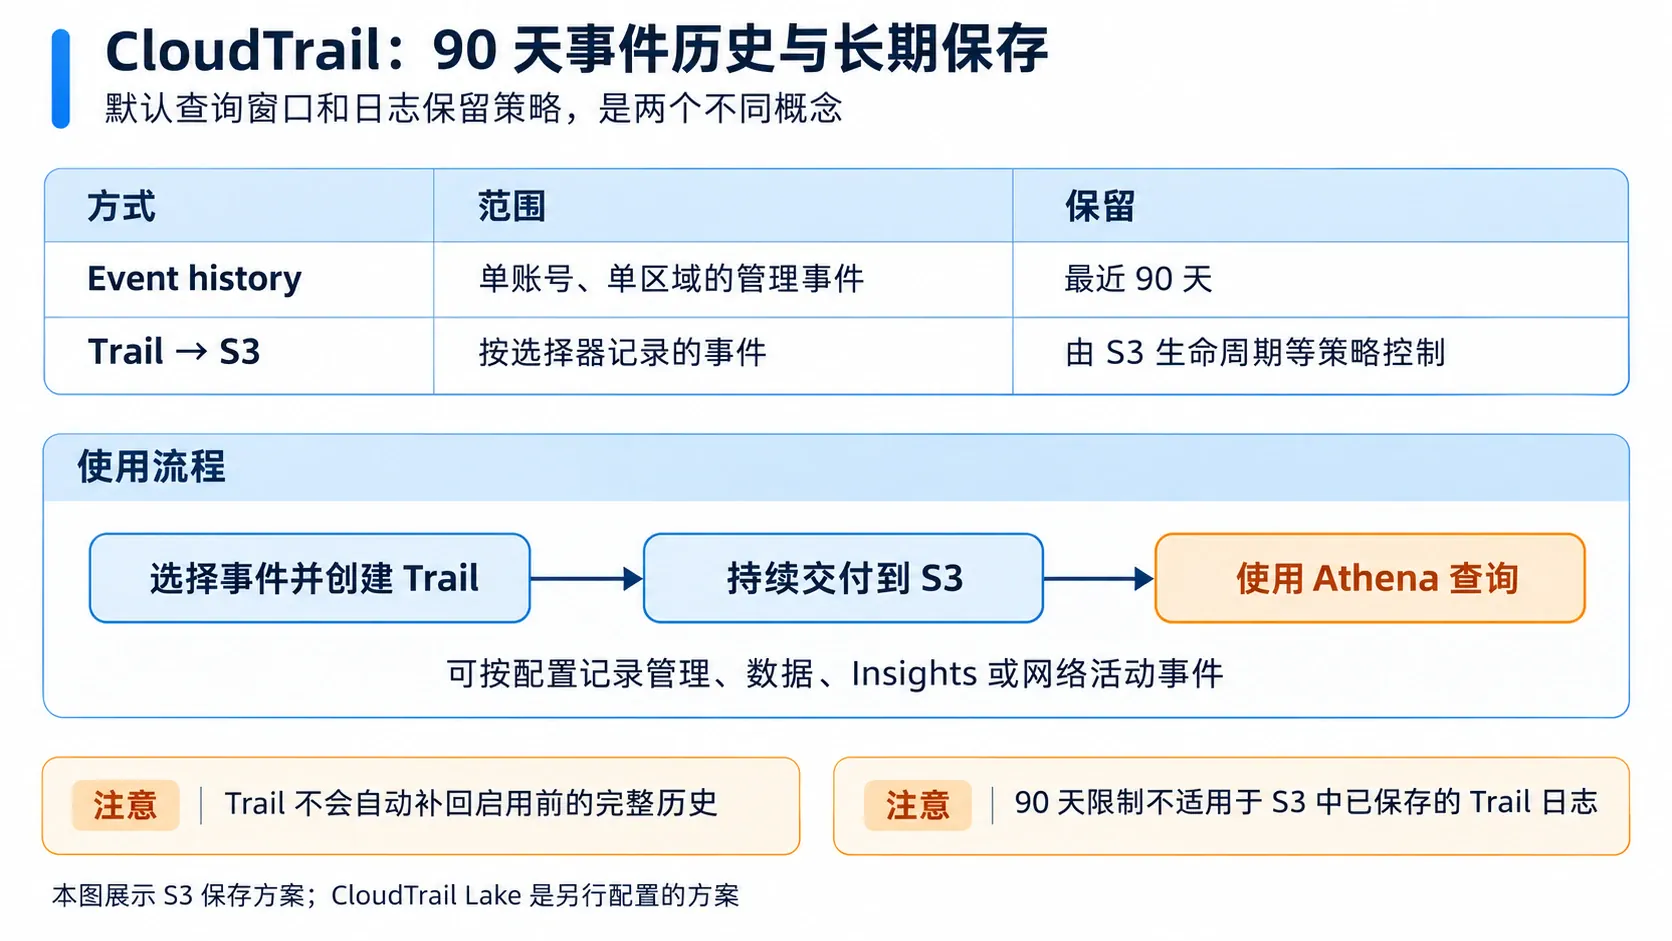 CloudTrail：90 天事件历史与长期保存
默认查询窗口和日志保留策略，是两个不同概念
方式 范围 保留
Event history 单账号、单区域的管理事件 最近 90 天
Trail → S3 按选择器记录的事件 由 S3 生命周期等策略控制
使用流程
选择事件并创建 Trail 持续交付到 S3 使用 Athena 查询
可按配置记录管理、数据、Insights 或网络活动事件
注意 Trail 不会自动补回启用前的完整历史
注意 90 天限制不适用于 S3 中已保存的 Trail 日志
本图展示 S3 保存方案；CloudTrail Lake 是另行配置的方案